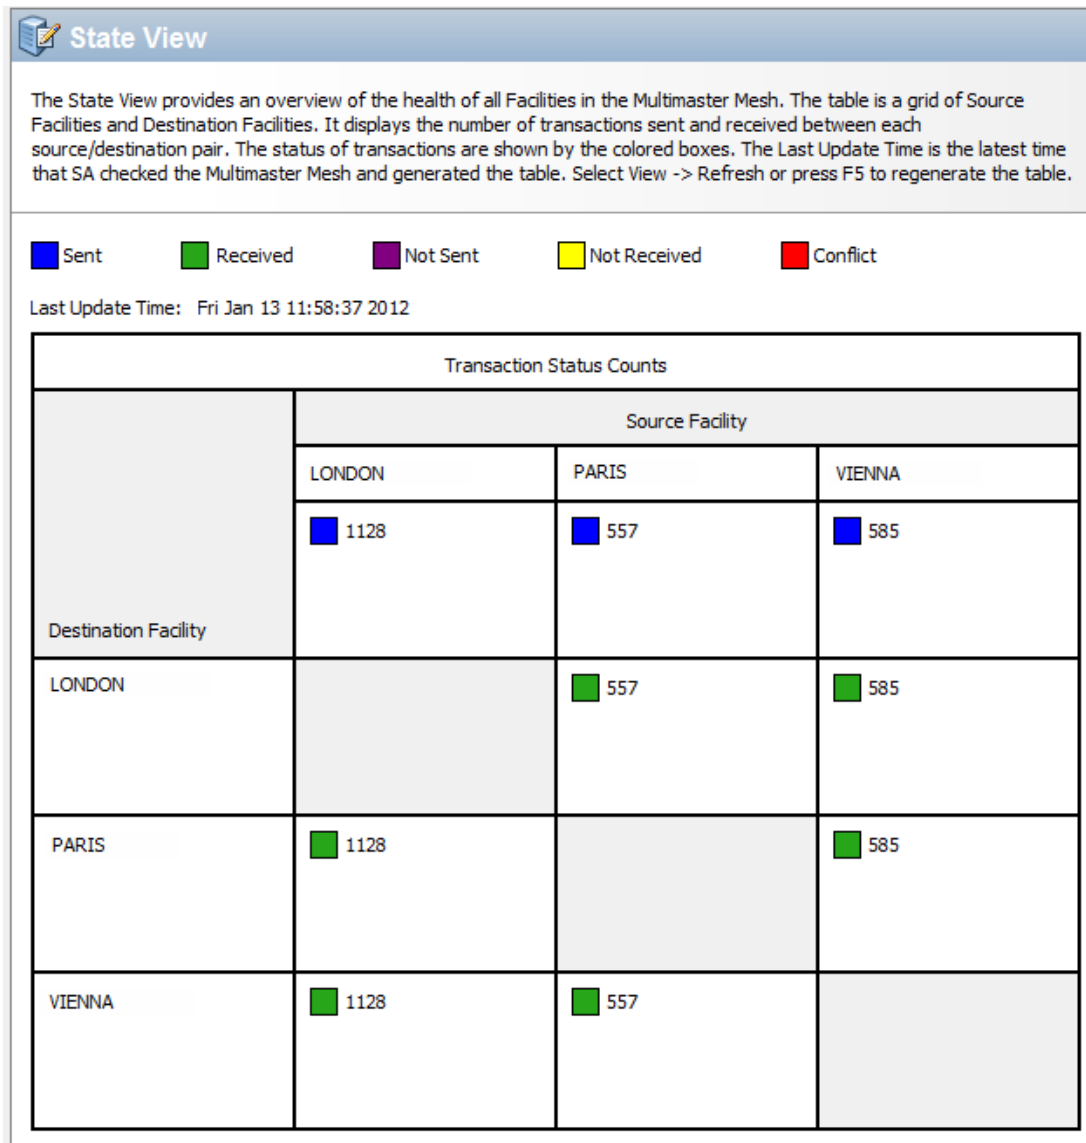 State View
The State View provides an overview of the health of all Facilities in the Multimaster Mesh. The table is a grid of Source
Facilities and Destination Facilities. It displays the number of transactions sent and received between each
source/destination pair. The status of transactions are shown by the colored boxes. The Last Update Time is the latest time
that SA checked the Multimaster Mesh and generated the table. Select View -> Refresh or press F5 to regenerate the table.
Sent Received Not Sent Not Received Conflict
Last Update Time: Fri Jan 13 11:58:37 2012
Transaction Status Counts
Source Facility
LONDON PARIS VIENNA
1128 557 585
Destination Facility
LONDON 557 585
PARIS 1128 585
VIENNA 1128 557